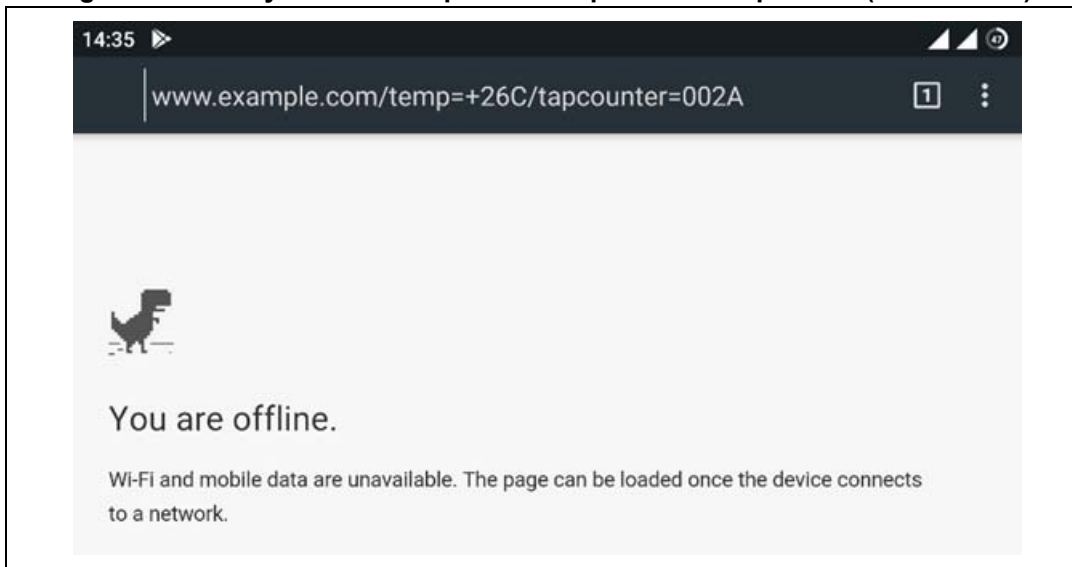 14:35
47
www.example.com/temp=+26C/tapcounter=002A
1
You are offline.
Wi-Fi and mobile data are unavailable. The page can be loaded once the device connects
to a network.